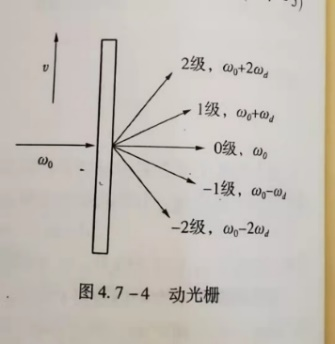 v
2级，ω₀+2ω_d
1级，ω₀+ω_d
0级、ω₀
ω₀
-1级，ω₀-ω_d
-2级，ω₀-2ω_d
图4.7-4 动光栅